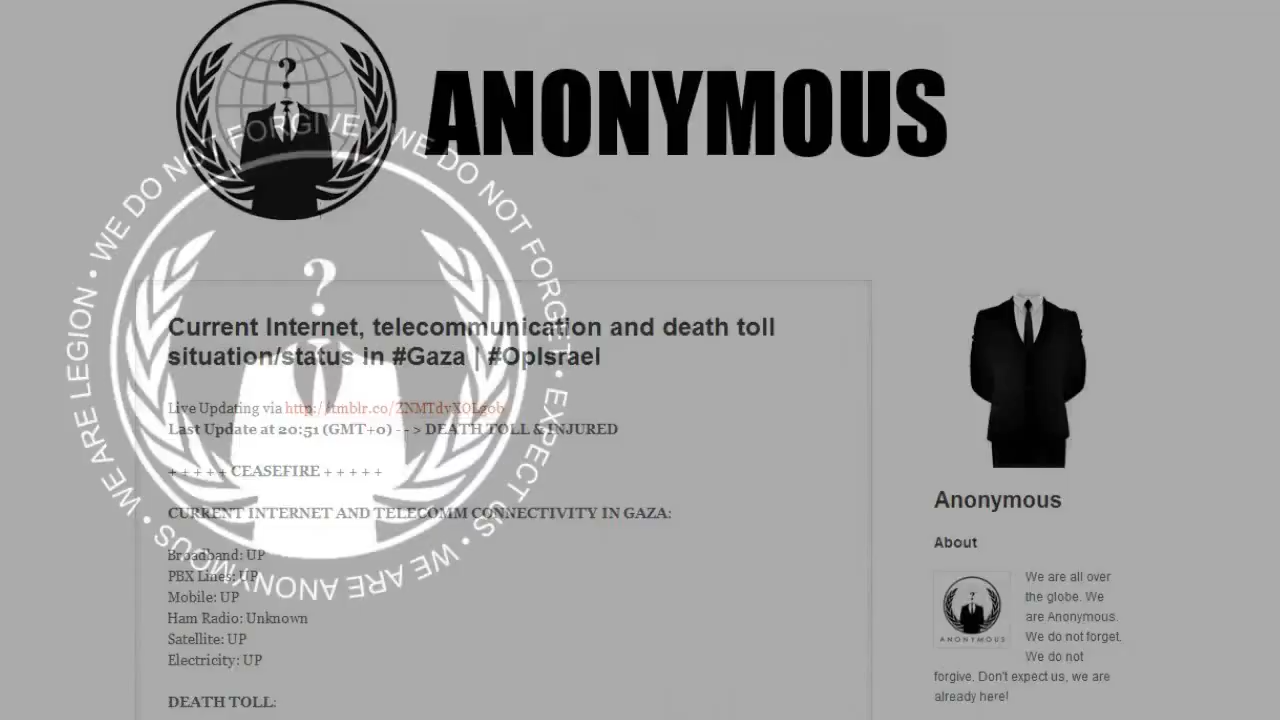 ANONYMOUS
WE ARE ANONYMOUS • WE ARE LEGION • WE DO NOT FORGIVE • WE DO NOT FORGET • EXPECT US •
?
?
Current Internet, telecommunication and death toll
situation/status in #Gaza | #OpIsrael
Live Updating via
Last Update at 20:51 (GMT+0) - - > DEATH TOLL & INJURED
+ + + + + CEASEFIRE + + + + +
CURRENT INTERNET AND TELECOMM CONNECTIVITY IN GAZA:
Broadband: UP
PBX Lines: UP
Mobile: UP
Ham Radio: Unknown
Satellite: UP
Electricity: UP
DEATH TOLL:
Anonymous
About
ANONYMOUS
We are all over
the globe. We
are Anonymous.
We do not forget.
We do not
forgive. Don't expect us, we are
already here!